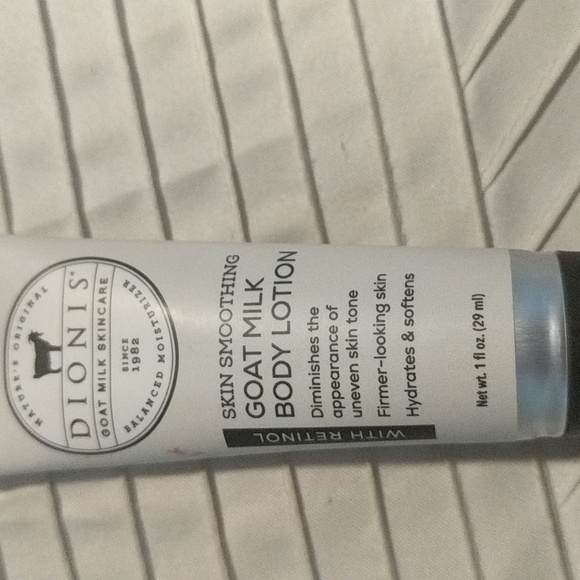 NATURE'S ORIGINAL
DIONIS®
GOAT MILK SKINCARE
SINCE
1982
BALANCED MOISTURIZER
SKIN SMOOTHING
GOAT MILK
BODY LOTION
Diminishes the
appearance of
uneven skin tone
Firmer-looking skin
Hydrates & softens
WITH RETINOL
Net wt. 1 fl oz. (29 ml)